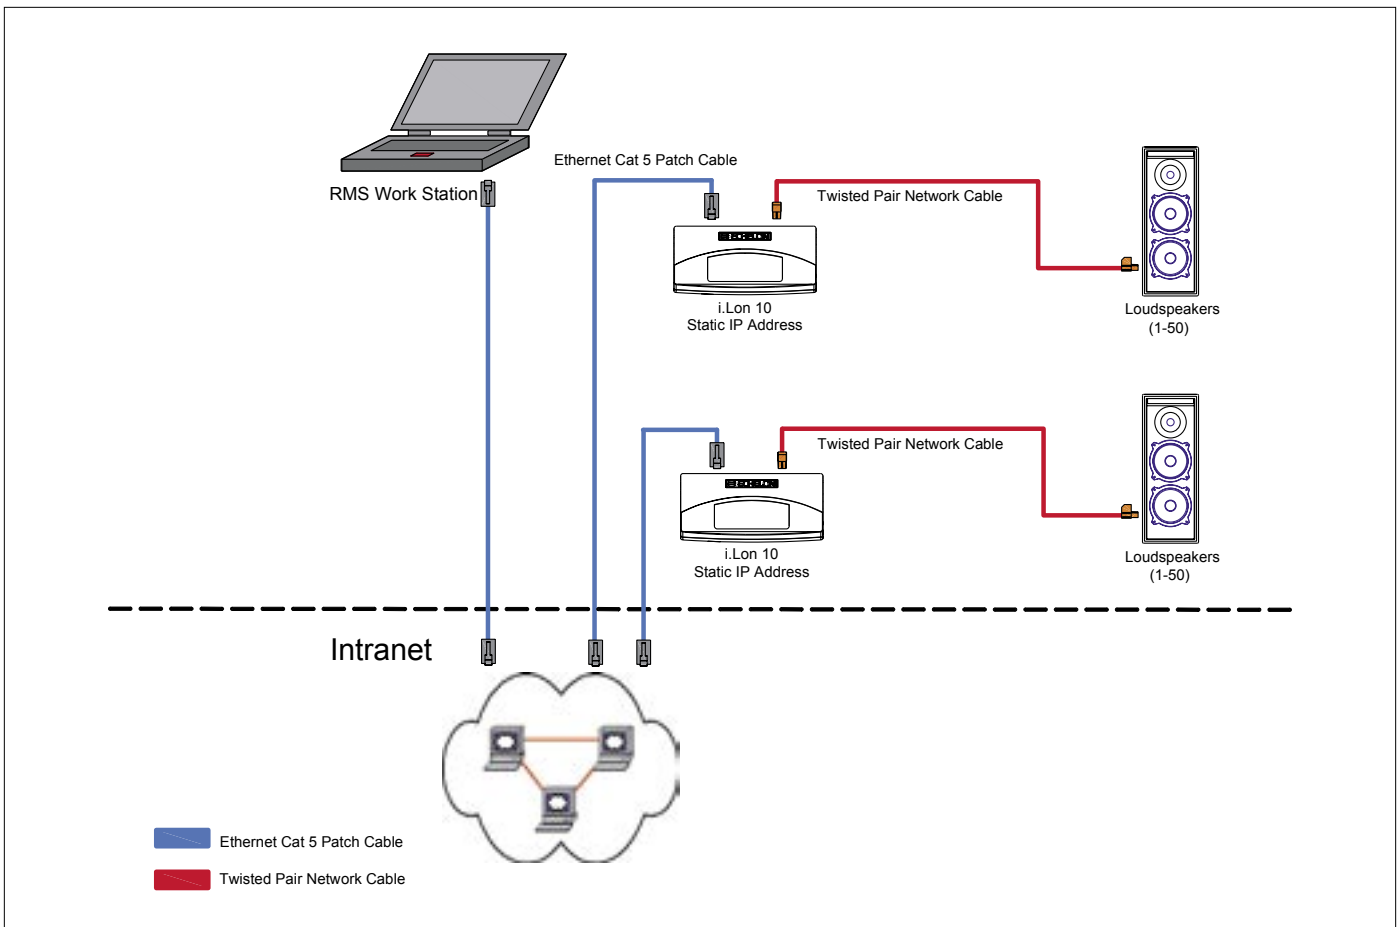 Ethernet Cat 5 Patch Cable
RMS Work Station
Twisted Pair Network Cable
ECHELON
i.Lon 10
Static IP Address
Loudspeakers
(1-50)
Twisted Pair Network Cable
ECHELON
i.Lon 10
Static IP Address
Loudspeakers
(1-50)
Intranet
Ethernet Cat 5 Patch Cable
Twisted Pair Network Cable